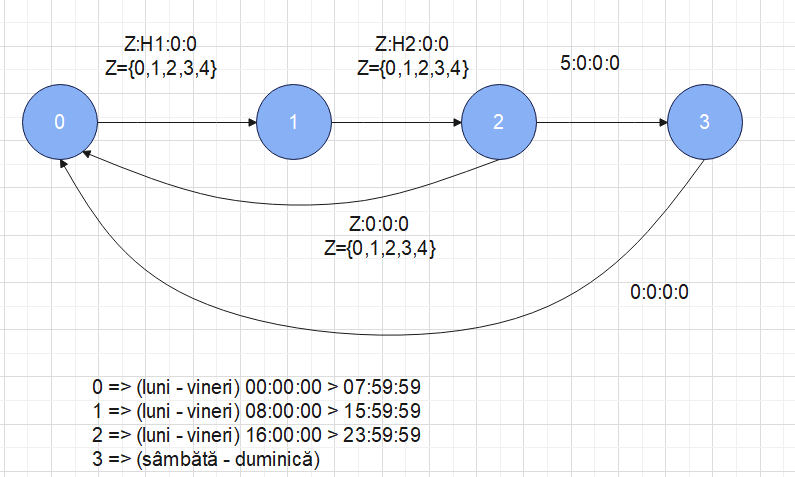 Z:H1:0:0
Z={0,1,2,3,4}
Z:H2:0:0
Z={0,1,2,3,4}
5:0:0:0
0
1
2
3
Z:0:0:0
Z={0,1,2,3,4}
0:0:0:0
0 => (luni - vineri) 00:00:00 > 07:59:59
1 => (luni - vineri) 08:00:00 > 15:59:59
2 => (luni - vineri) 16:00:00 > 23:59:59
3 => (sâmbătă - duminică)